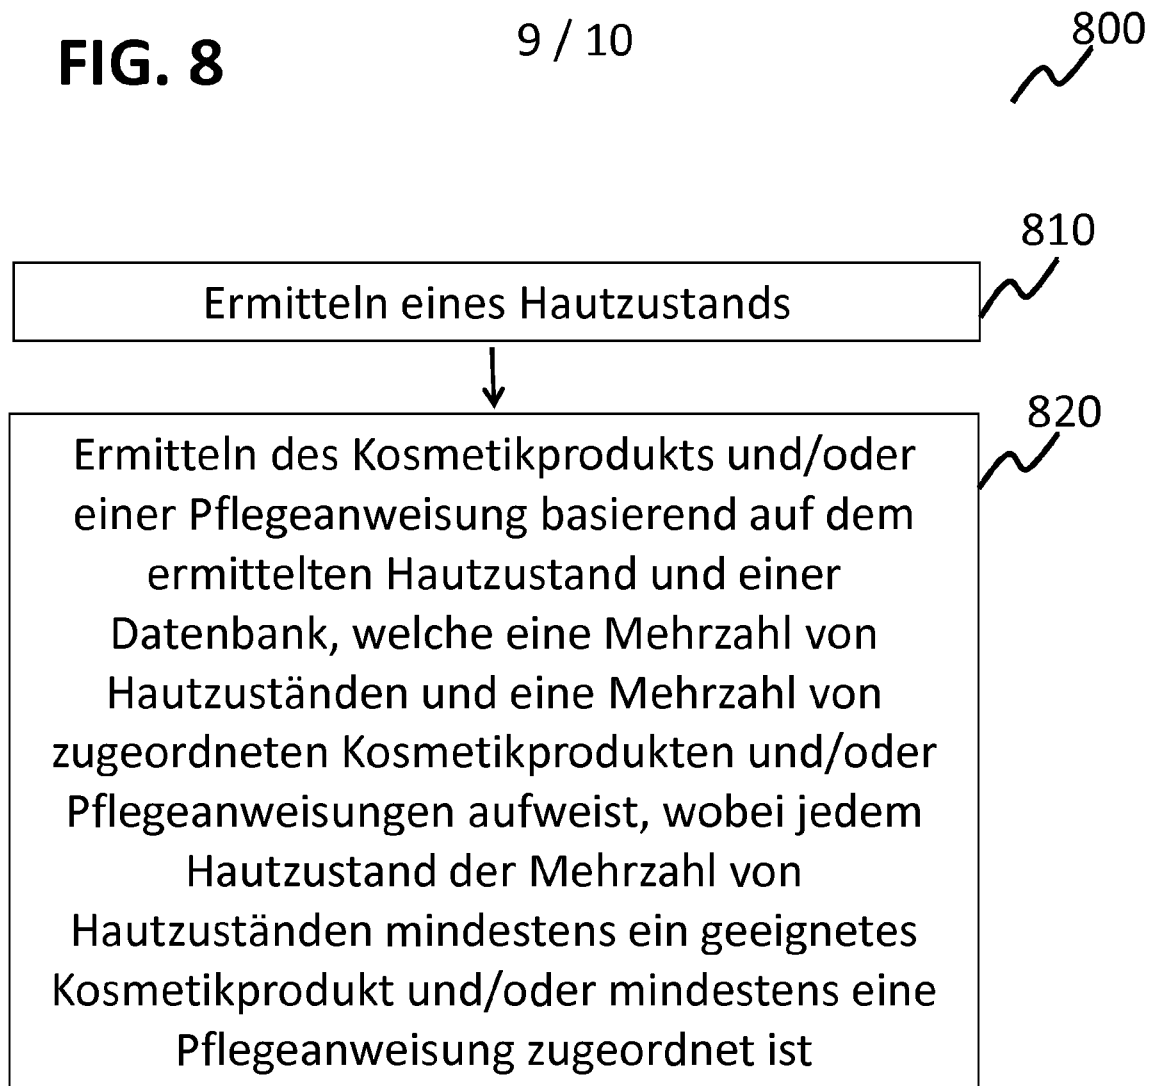 FIG. 8
9 / 10
800
810
Ermitteln eines Hautzustands
820
Ermitteln des Kosmetikprodukts und/oder
einer Pflegeanweisung basierend auf dem
ermittelten Hautzustand und einer
Datenbank, welche eine Mehrzahl von
Hautzuständen und eine Mehrzahl von
zugeordneten Kosmetikprodukten und/oder
Pflegeanweisungen aufweist, wobei jedem
Hautzustand der Mehrzahl von
Hautzuständen mindestens ein geeignetes
Kosmetikprodukt und/oder mindestens eine
Pflegeanweisung zugeordnet ist